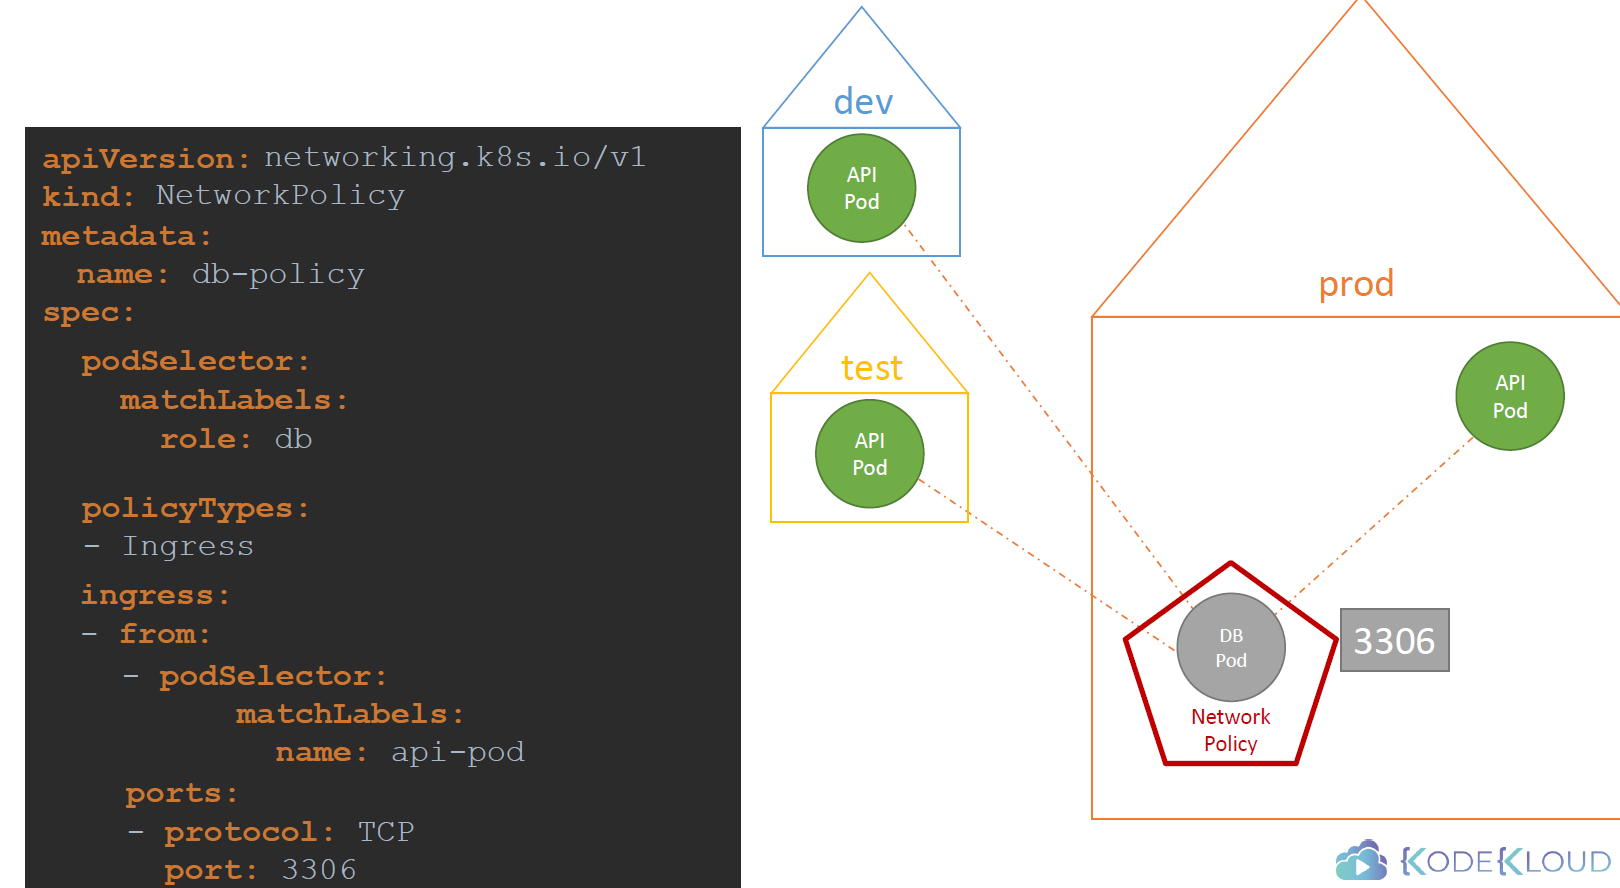 apiVersion: networking.k8s.io/v1
kind: NetworkPolicy
metadata:
name: db-policy
spec:
podSelector:
matchLabels:
role: db
policyTypes:
- Ingress
ingress:
- from:
- podSelector:
matchLabels:
name: api-pod
ports:
- protocol: TCP
port: 3306
dev
API
Pod
test
API
Pod
prod
API
Pod
DB
Pod
Network
Policy
3306
KODEKLOUD